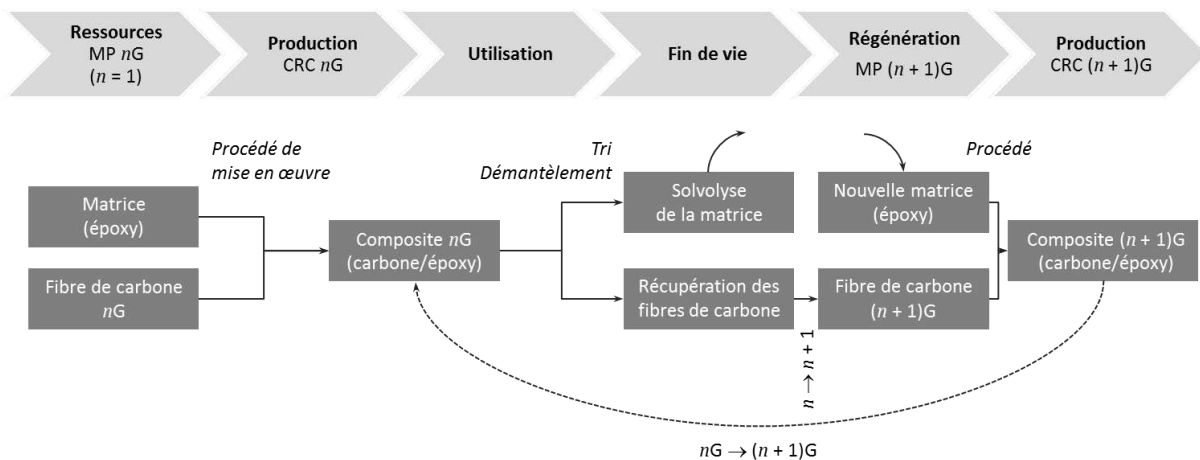 Ressources
MP nG
(n = 1)
Production
CRC nG
Utilisation
Fin de vie
Régénération
MP (n + 1)G
Production
CRC (n + 1)G
Procédé de
mise en œuvre
Tri
Démantèlement
Procédé
Matrice
(époxy)
Fibre de carbone
nG
Composite nG
(carbone/époxy)
Solvolyse
de la matrice
Récupération des
fibres de carbone
Nouvelle matrice
(époxy)
Fibre de carbone
(n + 1)G
Composite (n + 1)G
(carbone/époxy)
n → n + 1
nG → (n + 1)G